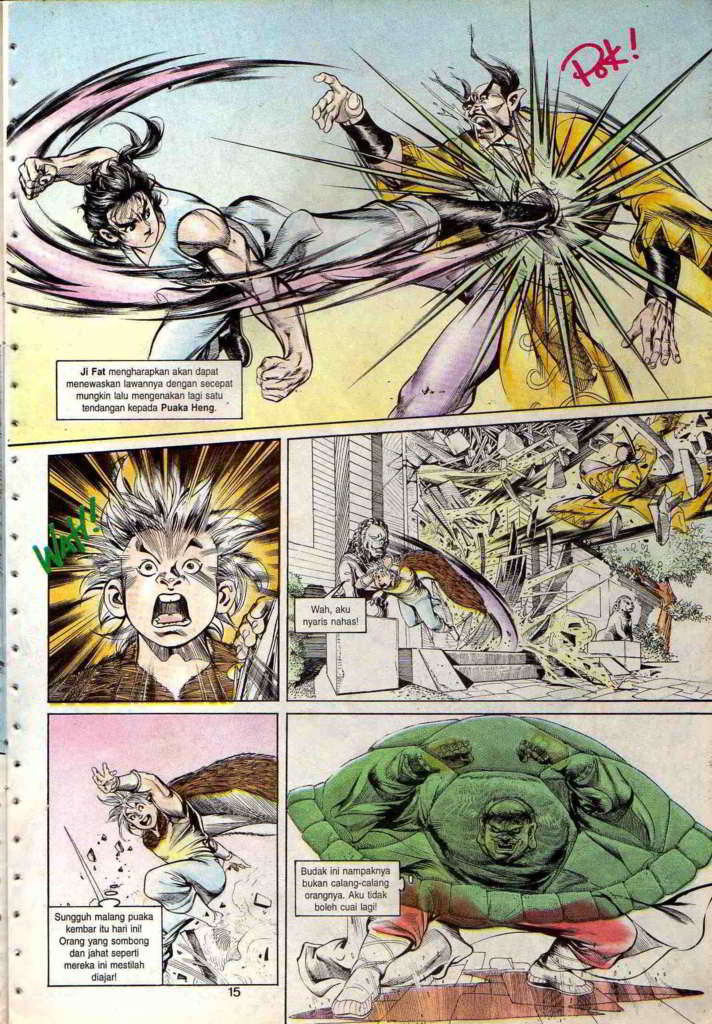 Pok!
Ji Fat mengharapkan akan dapat
menewaskan lawannya dengan secepat
mungkin lalu mengenakan lagi satu
tendangan kepada Puaka Heng.
WAH!
Wah, aku
nyaris nahas!
Sungguh malang puaka
kembar itu hari ini!
Orang yang sombong
dan jahat seperti
mereka ini mestilah
diajar!
Budak ini nampaknya
bukan calang-calang
orangnya. Aku tidak
boleh cuai lagi!
15